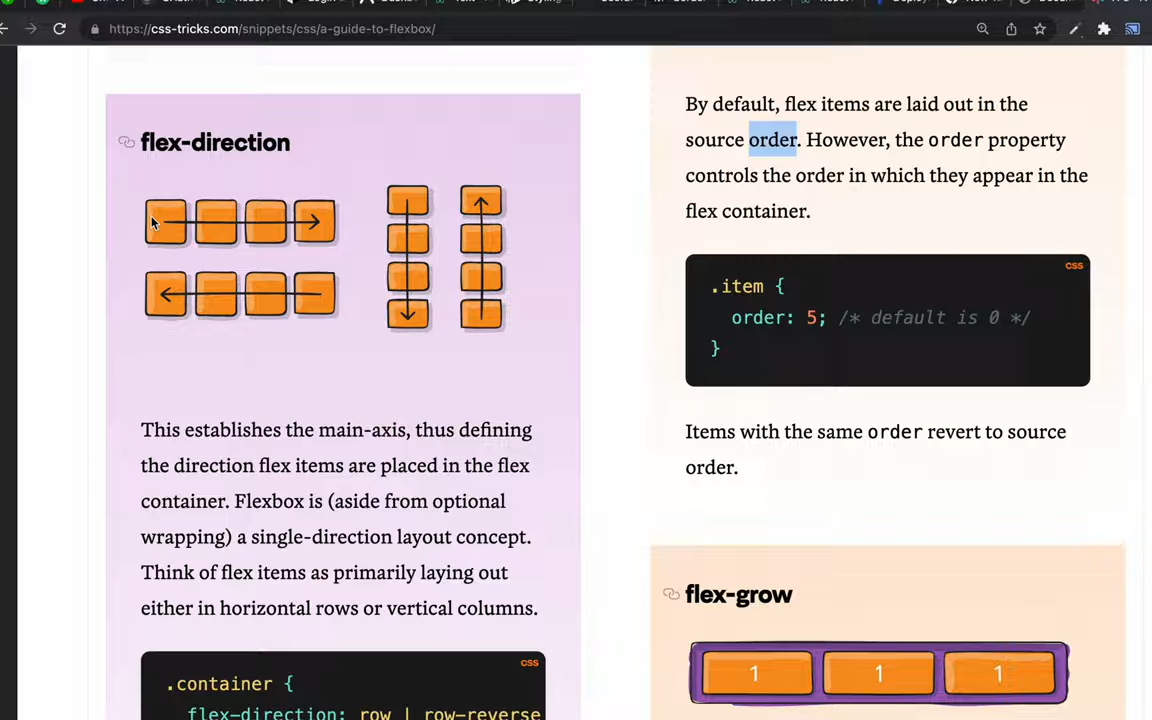 https://css-tricks.com/snippets/css/a-guide-to-flexbox/
flex-direction
This establishes the main-axis, thus defining
the direction flex items are placed in the flex
container. Flexbox is (aside from optional
wrapping) a single-direction layout concept.
Think of flex items as primarily laying out
either in horizontal rows or vertical columns.
CSS
.container {
flex-direction: row | row-reverse
By default, flex items are laid out in the
source order. However, the order property
controls the order in which they appear in the
flex container.
CSS
.item {
order: 5; /* default is 0 */
}
Items with the same order revert to source
order.
flex-grow
1 1 1